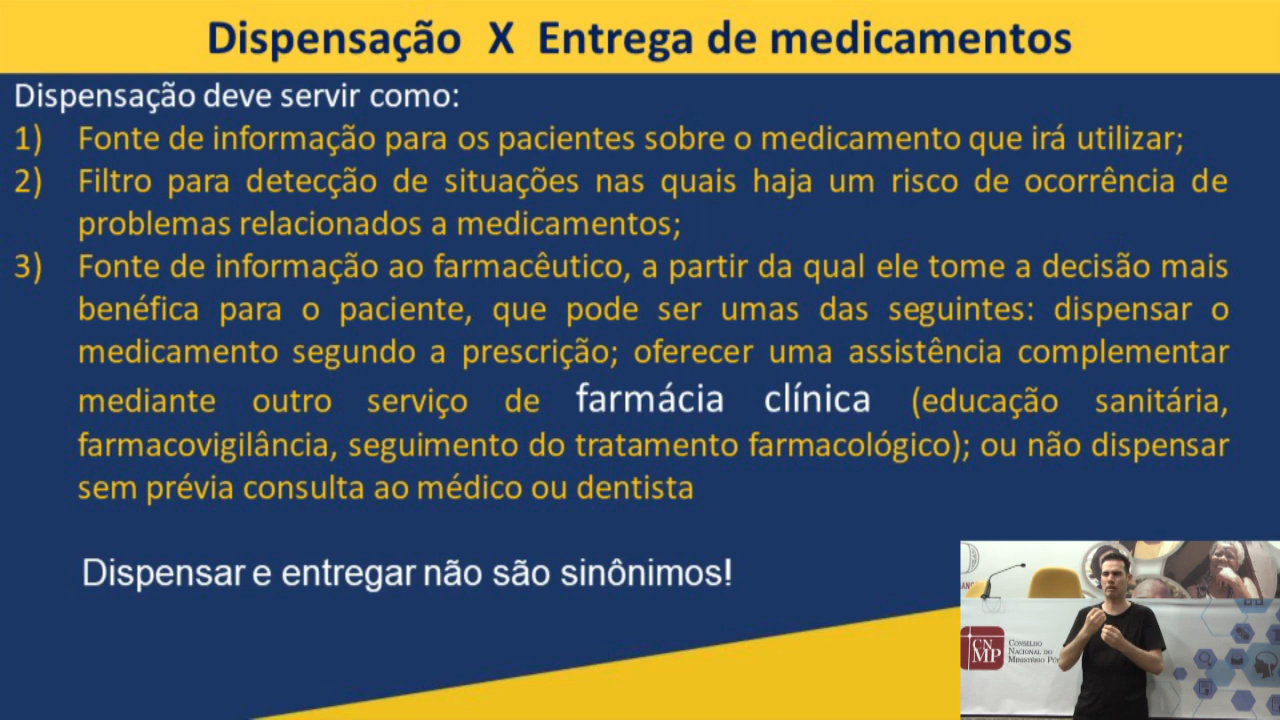 Dispensação X Entrega de medicamentos
Dispensação deve servir como:
1) Fonte de informação para os pacientes sobre o medicamento que irá utilizar;
2) Filtro para detecção de situações nas quais haja um risco de ocorrência de
problemas relacionados a medicamentos;
3) Fonte de informação ao farmacêutico, a partir da qual ele tome a decisão mais
benéfica para o paciente, que pode ser umas das seguintes: dispensar o
medicamento segundo a prescrição; oferecer uma assistência complementar
mediante outro serviço de farmácia clínica (educação sanitária,
farmacovigilância, seguimento do tratamento farmacológico); ou não dispensar
sem prévia consulta ao médico ou dentista
Dispensar e entregar não são sinônimos!
CN
MP
CONSELHO
NACIONAL DO
MINISTÉRIO